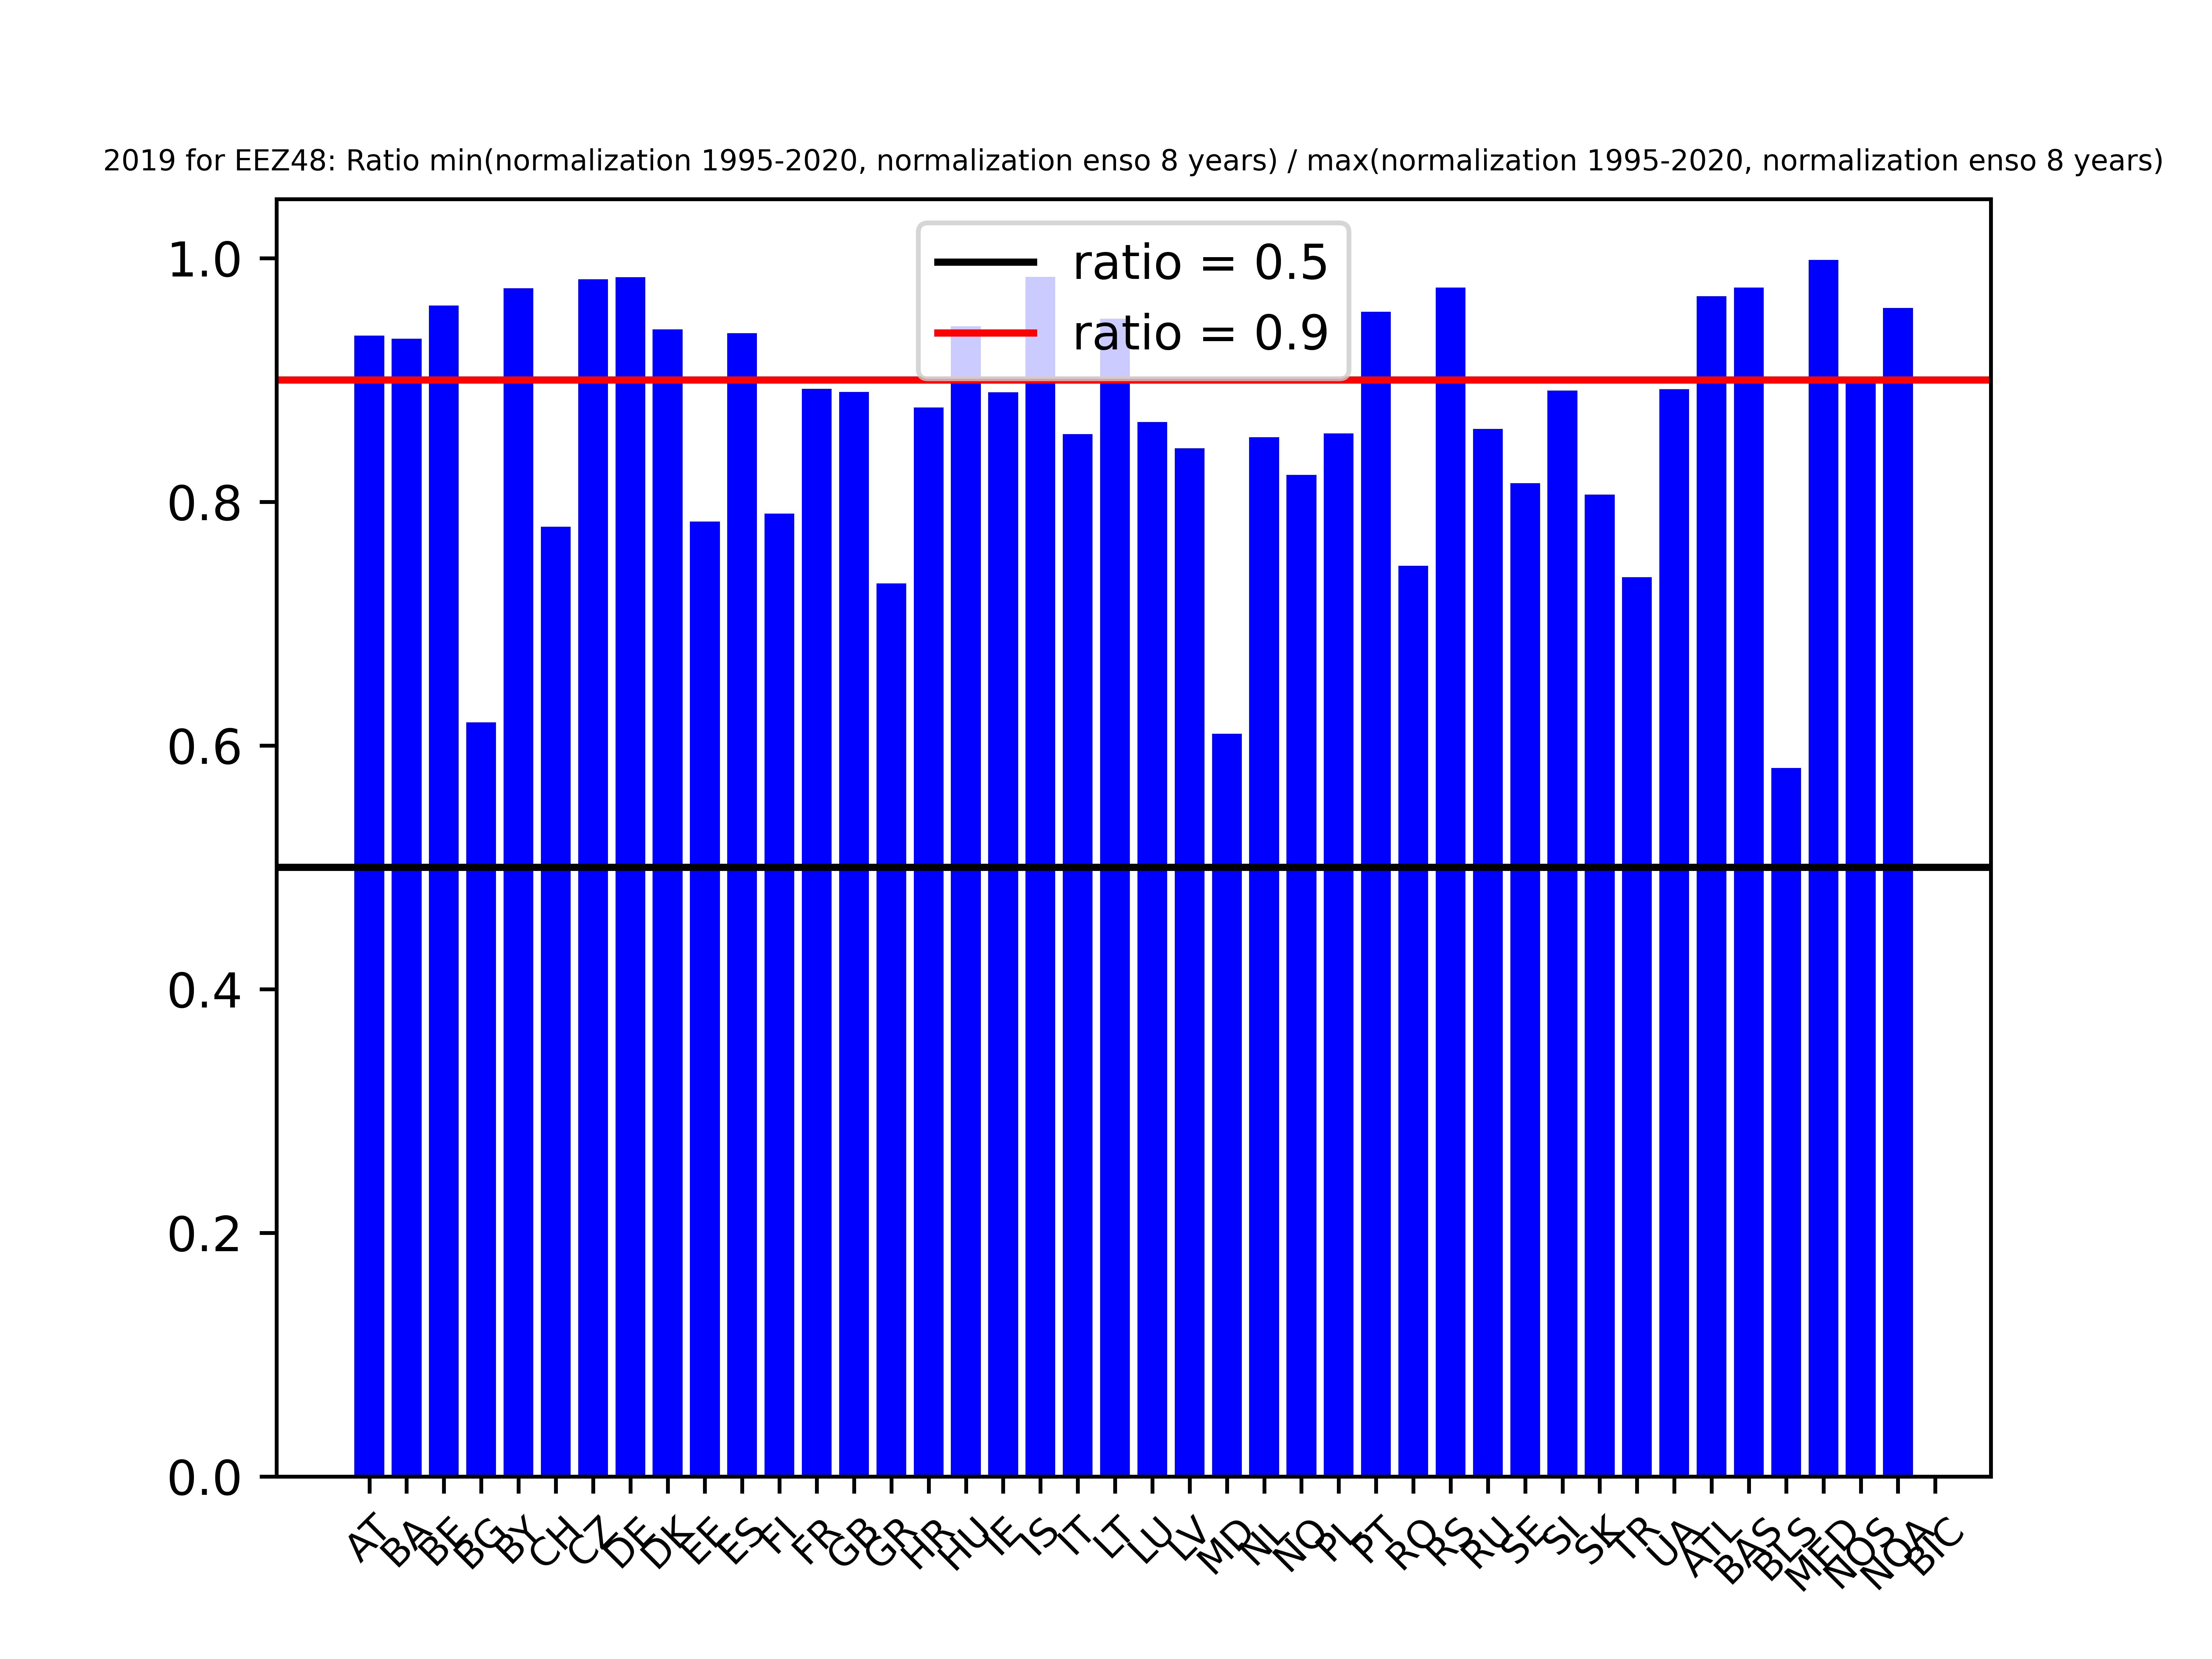 2019 for EEZ48: Ratio min(normalization 1995-2020, normalization enso 8 years) / max(normalization 1995-2020, normalization enso 8 years)
ratio = 0.5
ratio = 0.9
1.0
0.8
0.6
0.4
0.2
0.0
AT BA BE BG BY CH CZ DE DK EE ES FI FR GB GR HR HU IE IS IT LT LU LV MD NL NO PL PT RO RS RU SE SI SK TR UA ATL BAS BLS MED NOS NOA BIC